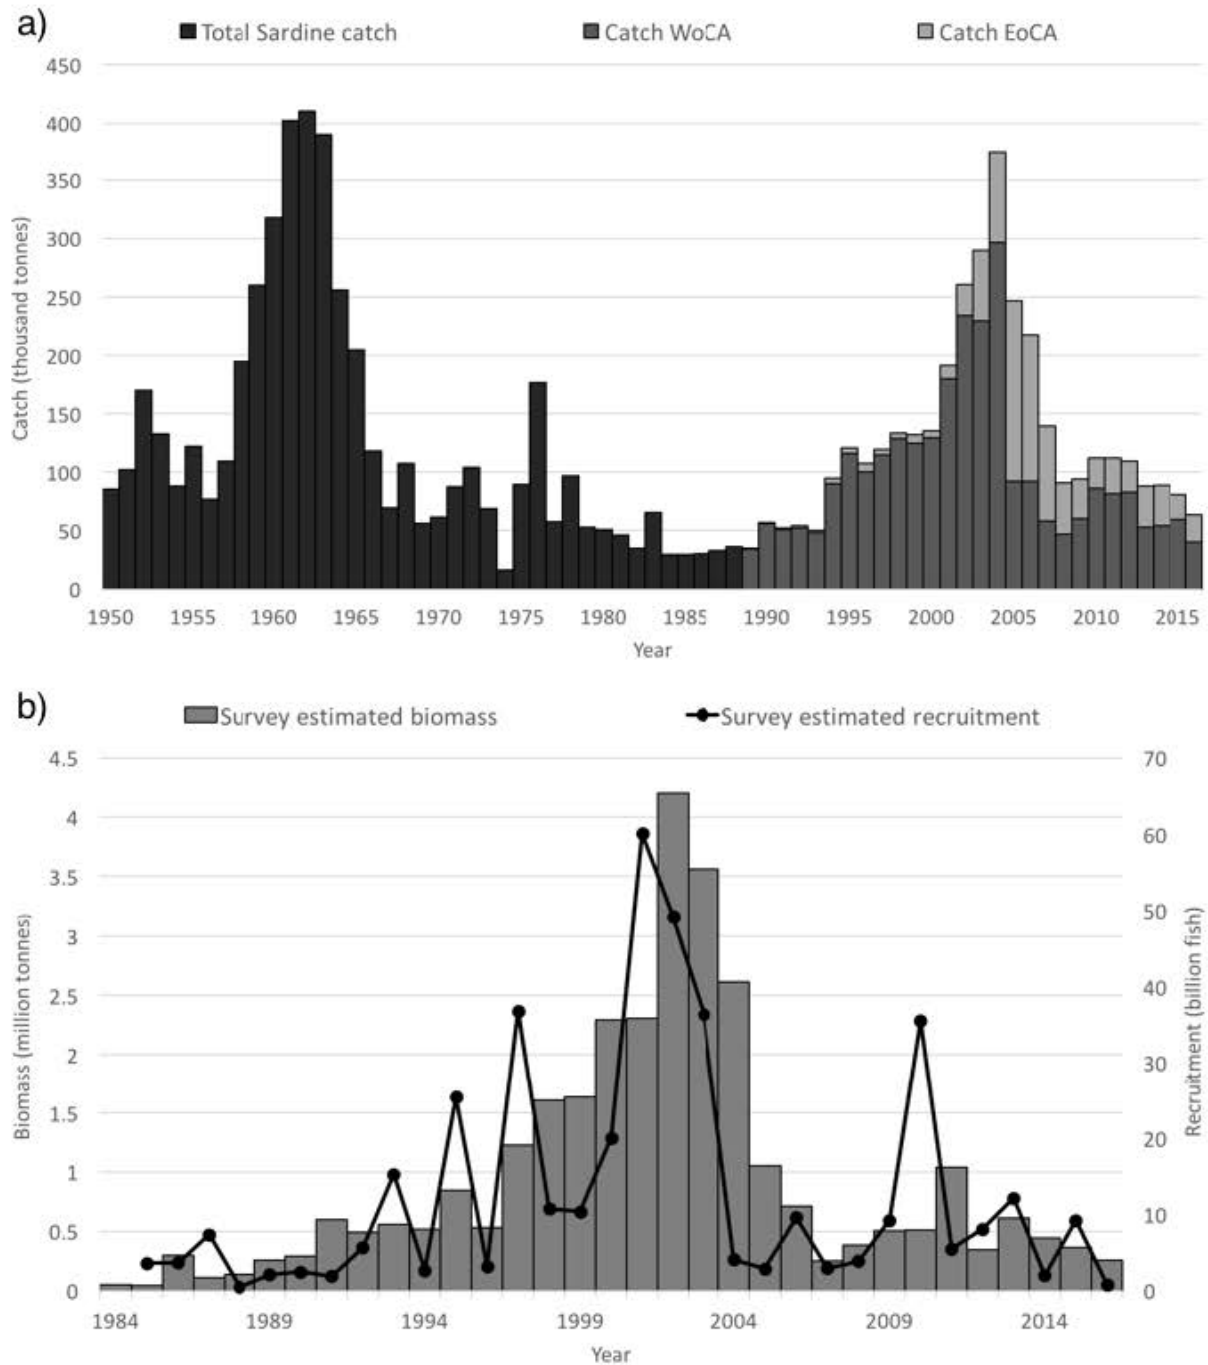 a)
Total Sardine catch Catch WoCA Catch EoCA
450
400
350
300
250
200
150
100
50
0
Catch (thousand tonnes)
1950 1955 1960 1965 1970 1975 1980 1985 1990 1995 2000 2005 2010 2015
Year
b)
Survey estimated biomass Survey estimated recruitment
4.5 70
4 60
3.5 50
3 40
2.5 30
2 20
1.5 10
1 0
0.5
0
Biomass (million tonnes)
Recruitment (billion fish)
1984 1989 1994 1999 2004 2009 2014
Year